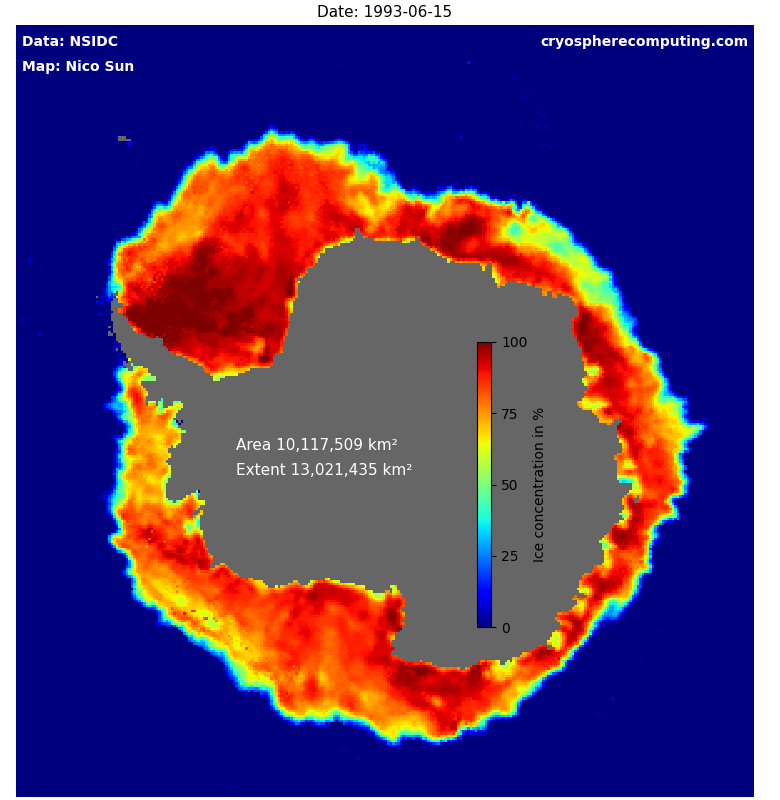 Date: 1993-06-15
Data: NSIDC
cryospherecomputing.com
Map: Nico Sun
100
75
50
25
0
Ice concentration in %
Area 10,117,509 km²
Extent 13,021,435 km²